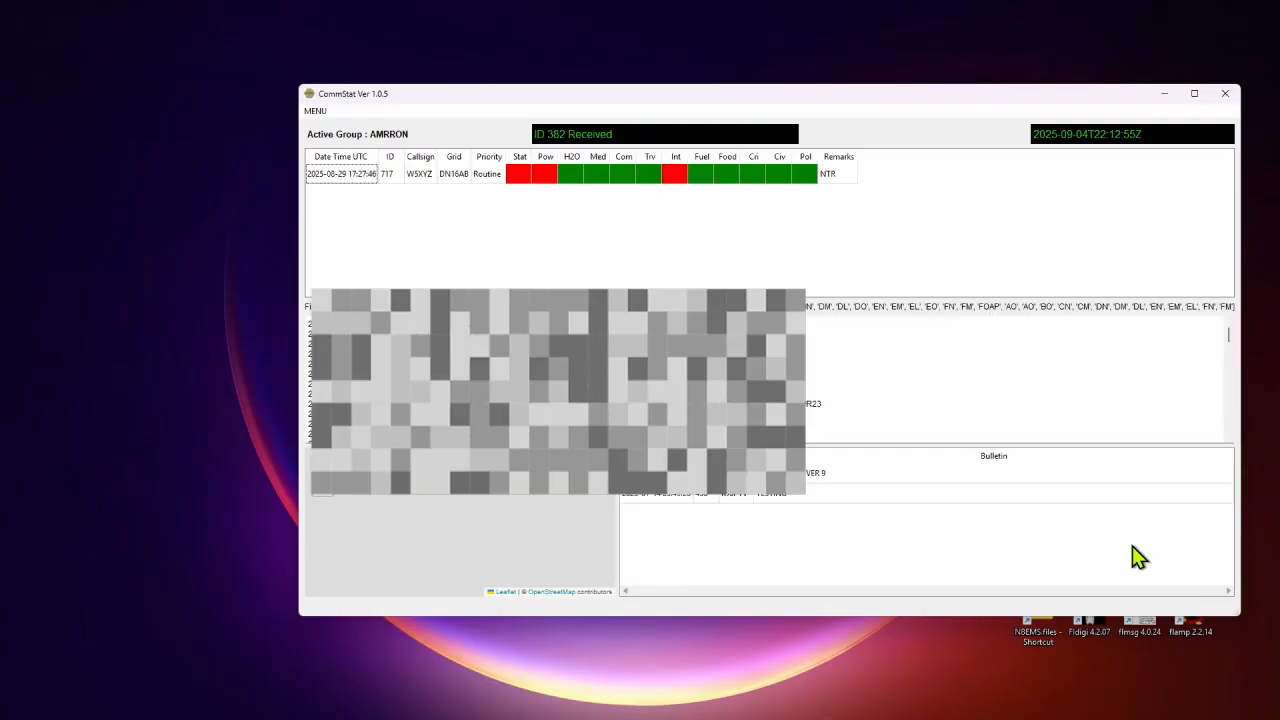 CommStat Ver 1.0.5
MENU
Active Group : AMRRON
ID 382 Received
2025-09-04T22:12:55Z
Date Time UTC ID Callsign Grid Priority Stat Pow H2O Med Com Trv Int Fuel Food Cri Civ Pol Remarks
2025-08-29 17:27:46 717 W5XYZ DN16AB Routine NTR
'DM', 'DL', 'DO', 'EN', 'EM', 'EL', 'EO', 'FN', 'FM', 'FOAP', 'AO', 'AO', 'BO', 'CN', 'CM', 'DN', 'DM', 'DL', 'EN', 'EM', 'EL', 'FN', 'FM']
R23
Bulletin
VER 9
Leaflet | © OpenStreetMap contributors
NBEMS.files - Shortcut
Fldigi 4.2.07
flmsg 4.0.24
flamp 2.2.14